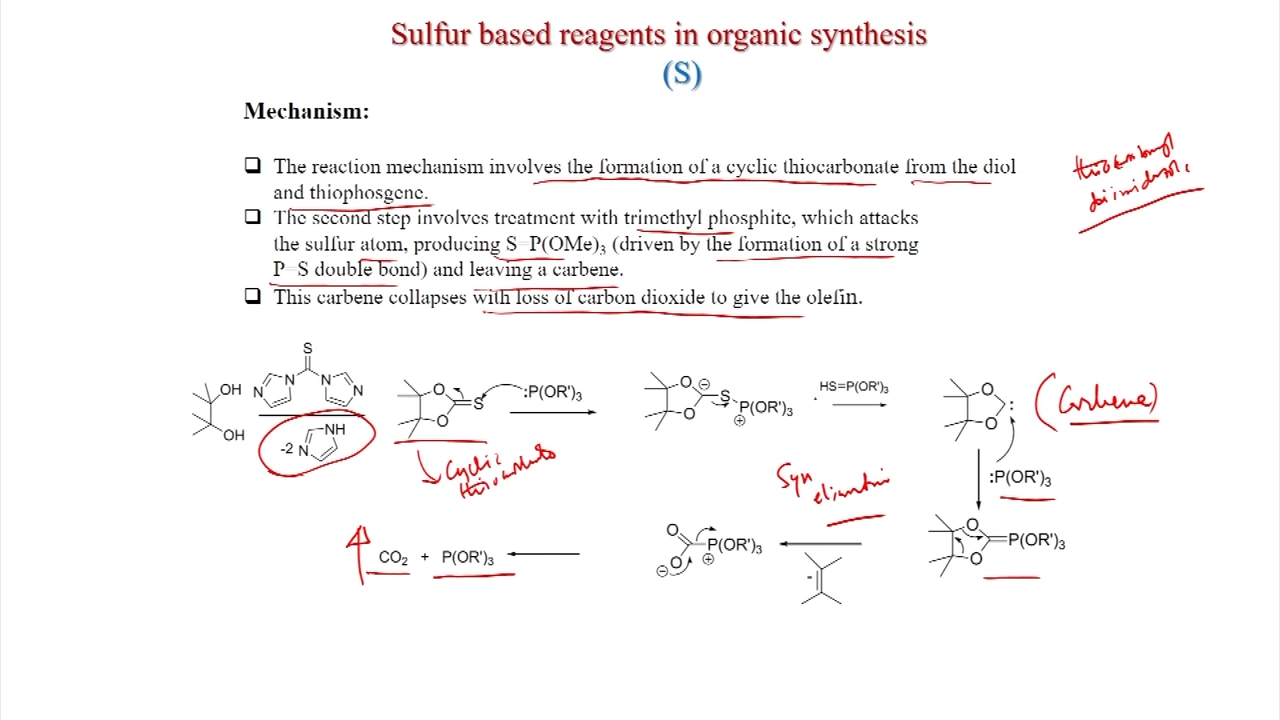 Sulfur based reagents in organic synthesis
(S)
Mechanism:
❑ The reaction mechanism involves the formation of a cyclic thiocarbonate from the diol
and thiophosgene.
❑ The second step involves treatment with trimethyl phosphite, which attacks
the sulfur atom, producing S=P(OMe)₃ (driven by the formation of a strong
P=S double bond) and leaving a carbene.
❑ This carbene collapses with loss of carbon dioxide to give the olefin.
OH
OH
S
N N N N
-2 N NH
O
O
S
:P(OR')₃
Cyclic
O ⊖
O
S
P(OR')₃
⊕
HS=P(OR')₃
O
O
:
(Carbene)
:P(OR')₃
O
O
P(OR')₃
Syn
O
P(OR')₃
⊖ O ⊕
CO₂ + P(OR')₃